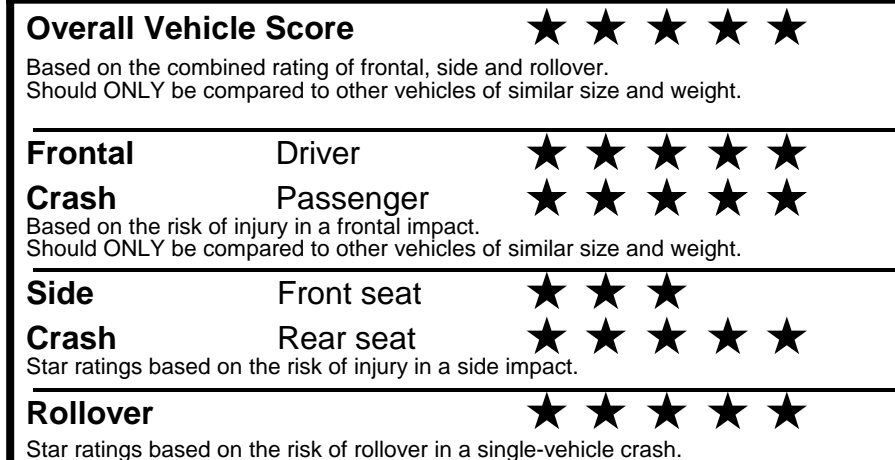 Overall Vehicle Score ★ ★ ★ ★ ★
Based on the combined rating of frontal, side and rollover.
Should ONLY be compared to other vehicles of similar size and weight.
Frontal Driver ★ ★ ★ ★ ★
Crash Passenger ★ ★ ★ ★ ★
Based on the risk of injury in a frontal impact.
Should ONLY be compared to other vehicles of similar size and weight.
Side Front seat ★ ★ ★
Crash Rear seat ★ ★ ★ ★ ★
Star ratings based on the risk of injury in a side impact.
Rollover ★ ★ ★ ★ ★
Star ratings based on the risk of rollover in a single-vehicle crash.